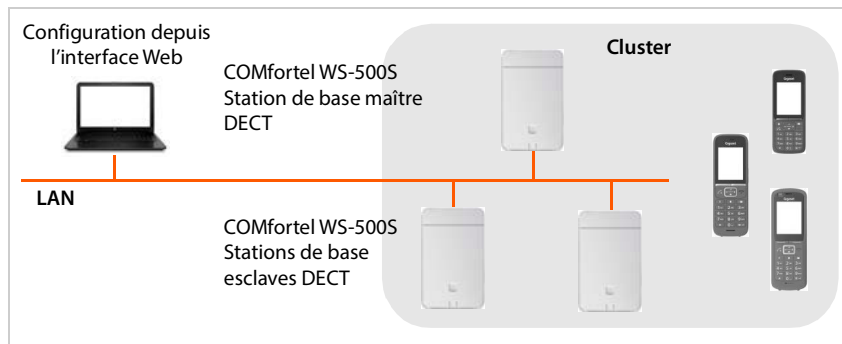 Configuration depuis
l'interface Web
Cluster
COMfortel WS-500S
Station de base maître
DECT
LAN
COMfortel WS-500S
Stations de base
esclaves DECT